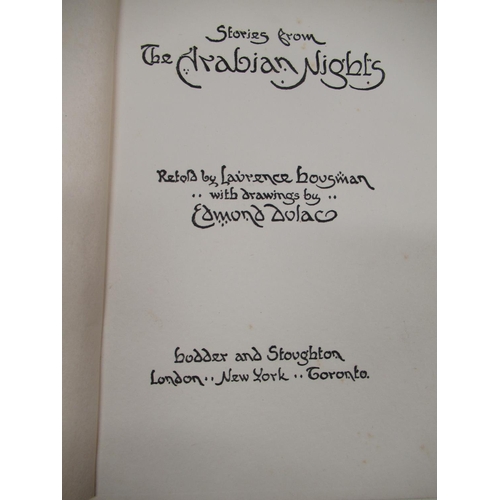 Stories from
The Arabian Nights
Retold by Laurence Housman
·· with drawings by ··
Edmund Dulac
Hodder and Stoughton
London ·· New York ·· Toronto.